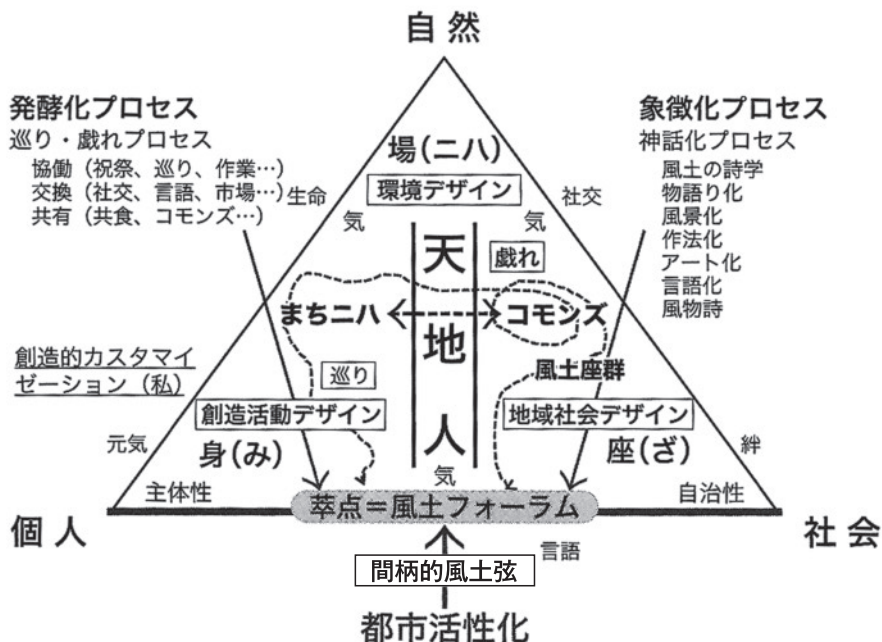 自然
発酵化プロセス
巡り・戯れプロセス
協働（祝祭、巡り、作業…）
交換（社交、言語、市場…）
共有（共食、コモンズ…）
象徴化プロセス
神話化プロセス
風土の詩学
物語り化
風景化
作法化
アート化
言語化
風物詩
場（ニハ）
環境デザイン
生命
社交
気
気
天
地
人
戯れ
まちニハ
コモンズ
創造的カスタマイ
ゼーション（私）
巡り
風土座群
創造活動デザイン
地域社会デザイン
元気
身（み）
座（ざ）
絆
気
主体性
自治性
萃点＝風土フォーラム
個人
社会
言語
間柄的風土弦
都市活性化